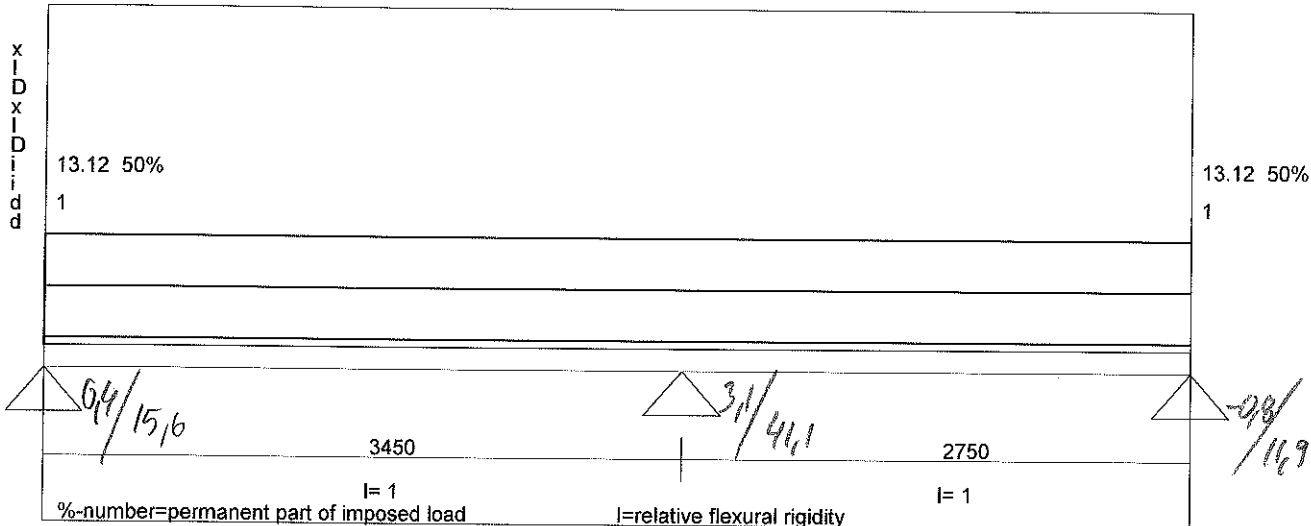 xIDxIDiidd
13.12 50%
1
13.12 50%
1
0,4/15,6
3,1/41,1
-0,8/11,9
3450
2750
I= 1
I= 1
%-number=permanent part of imposed load
I=relative flexural rigidity